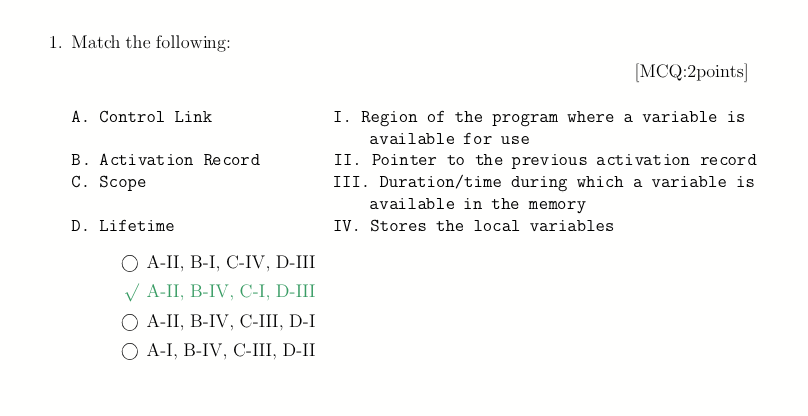 1. Match the following:
[MCQ:2points]
A. Control Link I. Region of the program where a variable is
available for use
B. Activation Record II. Pointer to the previous activation record
C. Scope III. Duration/time during which a variable is
available in the memory
D. Lifetime IV. Stores the local variables
○ A-II, B-I, C-IV, D-III
√ A-II, B-IV, C-I, D-III
○ A-II, B-IV, C-III, D-I
○ A-I, B-IV, C-III, D-II